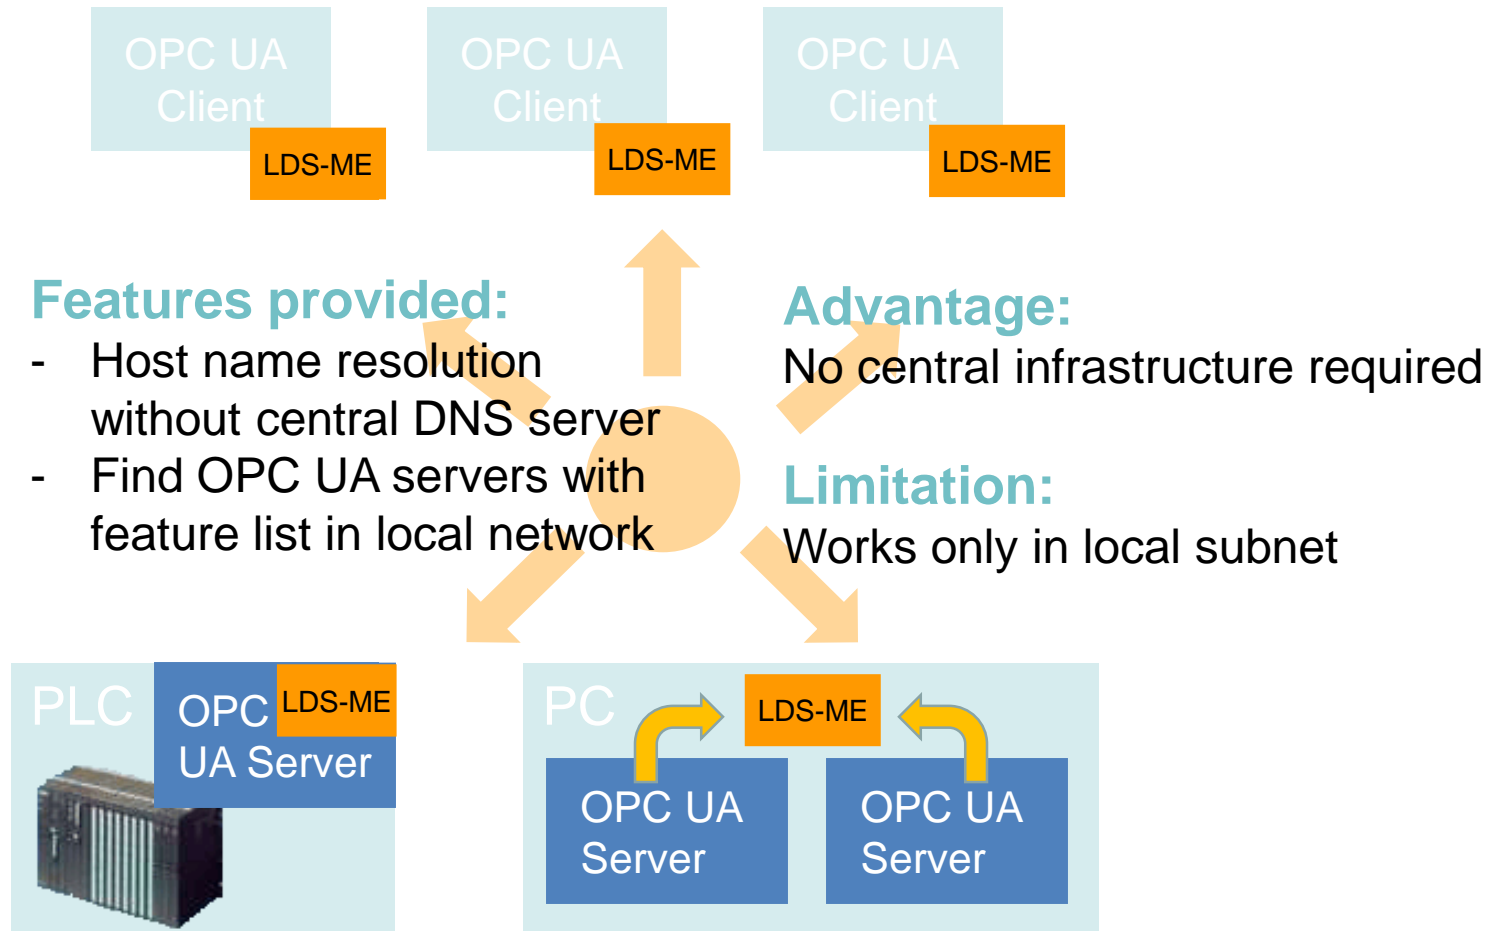 OPC UA
Client
LDS-ME
OPC UA
Client
LDS-ME
OPC UA
Client
LDS-ME
Features provided:
- Host name resolution
without central DNS server
- Find OPC UA servers with
feature list in local network
Advantage:
No central infrastructure required
Limitation:
Works only in local subnet
PLC
OPC
UA Server
LDS-ME
PC
LDS-ME
OPC UA
Server
OPC UA
Server